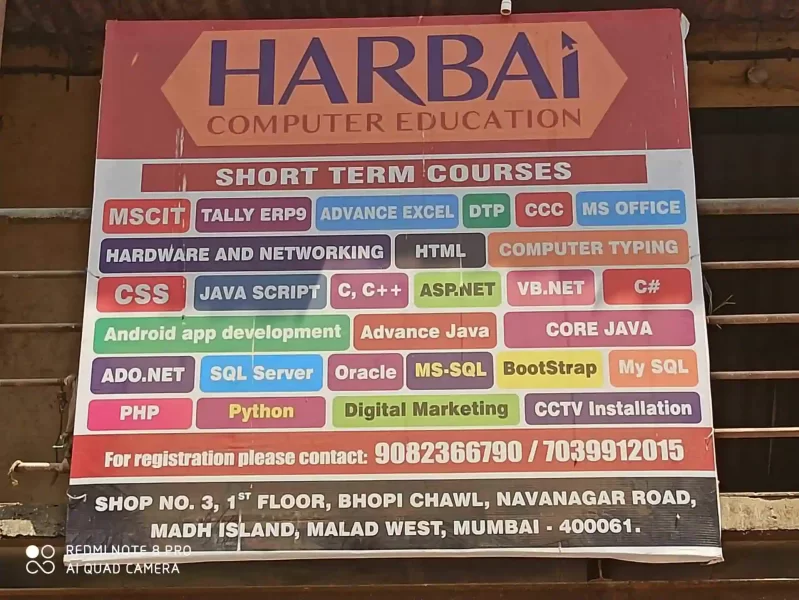 HARBAi
COMPUTER EDUCATION
SHORT TERM COURSES
MSCIT TALLY ERP9 ADVANCE EXCEL DTP CCC MS OFFICE
HARDWARE AND NETWORKING HTML COMPUTER TYPING
CSS JAVA SCRIPT C, C++ ASP.NET VB.NET C#
Android app development Advance Java CORE JAVA
ADO.NET SQL Server Oracle MS-SQL BootStrap My SQL
PHP Python Digital Marketing CCTV Installation
For registration please contact: 9082366790 / 7039912015
SHOP NO. 3, 1ST FLOOR, BHOPI CHAWL, NAVANAGAR ROAD,
MADH ISLAND, MALAD WEST, MUMBAI - 400061.
REDMI NOTE 8 PRO
AI QUAD CAMERA